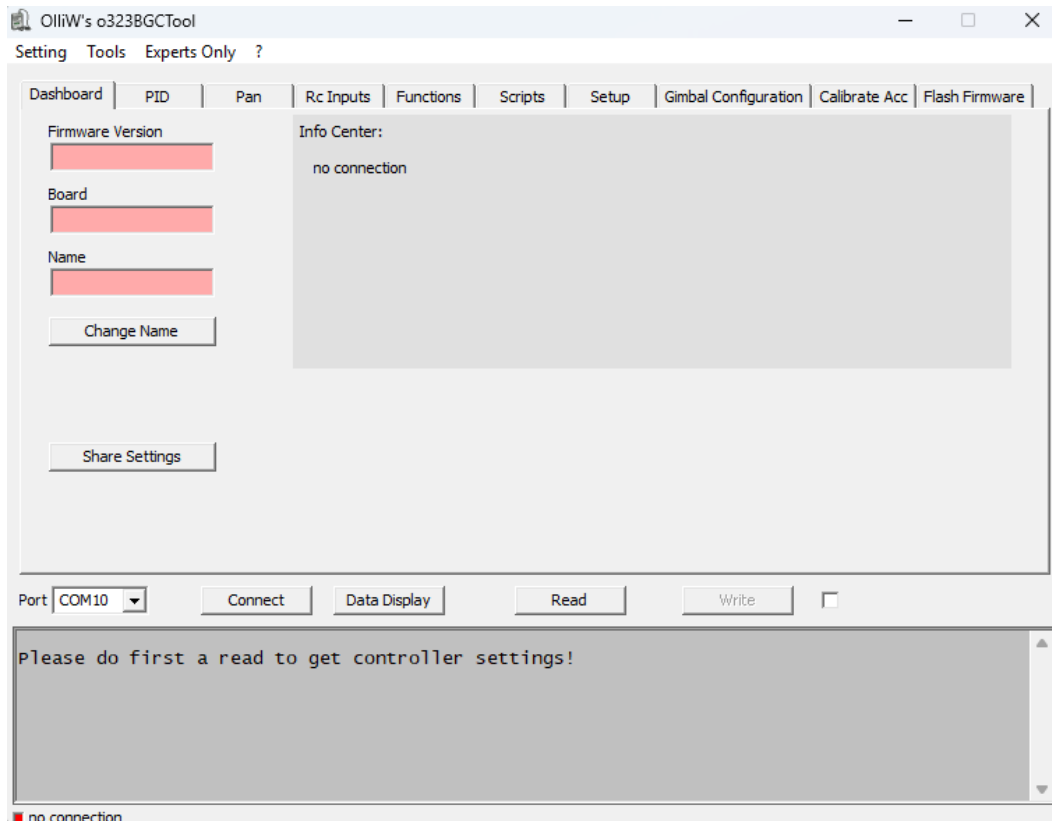 OlliW's o323BGCTool
Setting Tools Experts Only ?
Dashboard PID Pan Rc Inputs Functions Scripts Setup Gimbal Configuration Calibrate Acc Flash Firmware
Firmware Version
Info Center:
no connection
Board
Name
Change Name
Share Settings
Port COM10 Connect Data Display Read Write
Please do first a read to get controller settings!
no connection